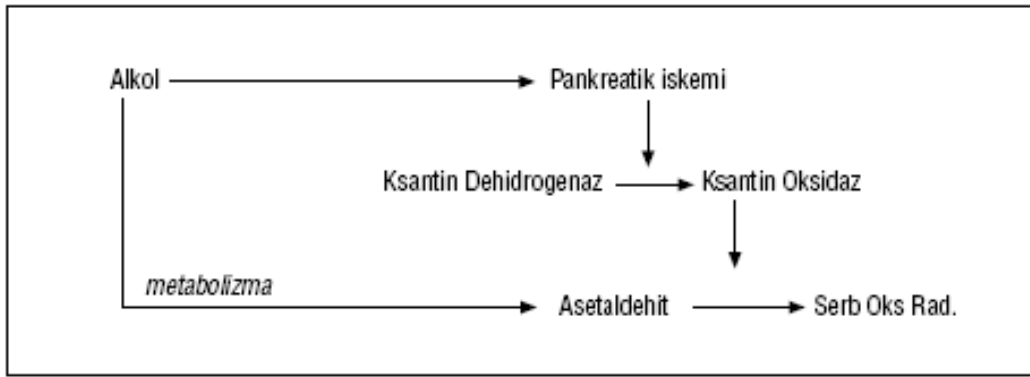 Alkol Pankreatik iskemi
Ksantin Dehidrogenaz Ksantin Oksidaz
metabolizma
Asetaldehit Serb Oks Rad.